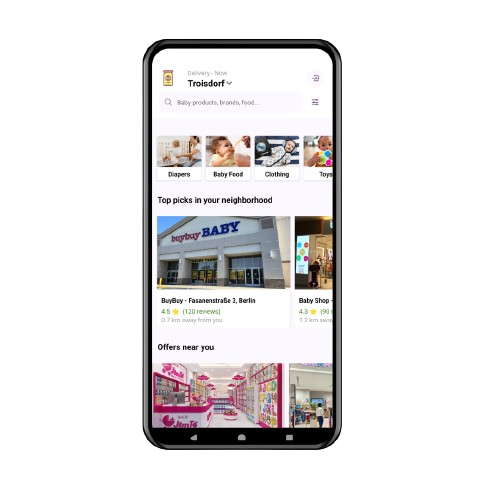 Delivery - Now
Troisdorf
Baby products, brands, food...
Diapers
Baby Food
Clothing
Toys
Top picks in your neighborhood
buybuy BABY
BuyBuy - Fasanenstraße 3, Berlin
4.5 ⭐ (120 reviews)
0.7 km away from you
Baby Shop -
4.3 ⭐ (90 r
1.2 km away
Offers near you